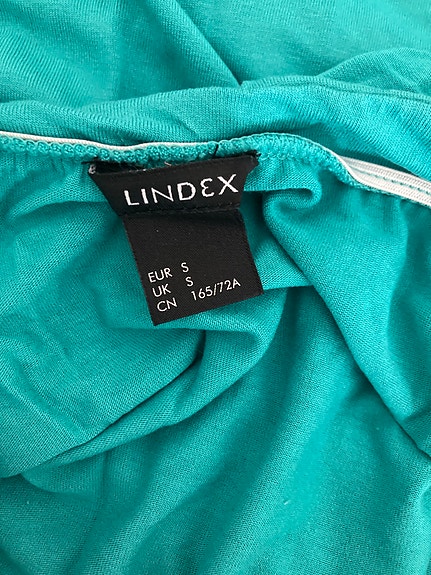 LINDEX
EUR S
UK S
CN 165/72A